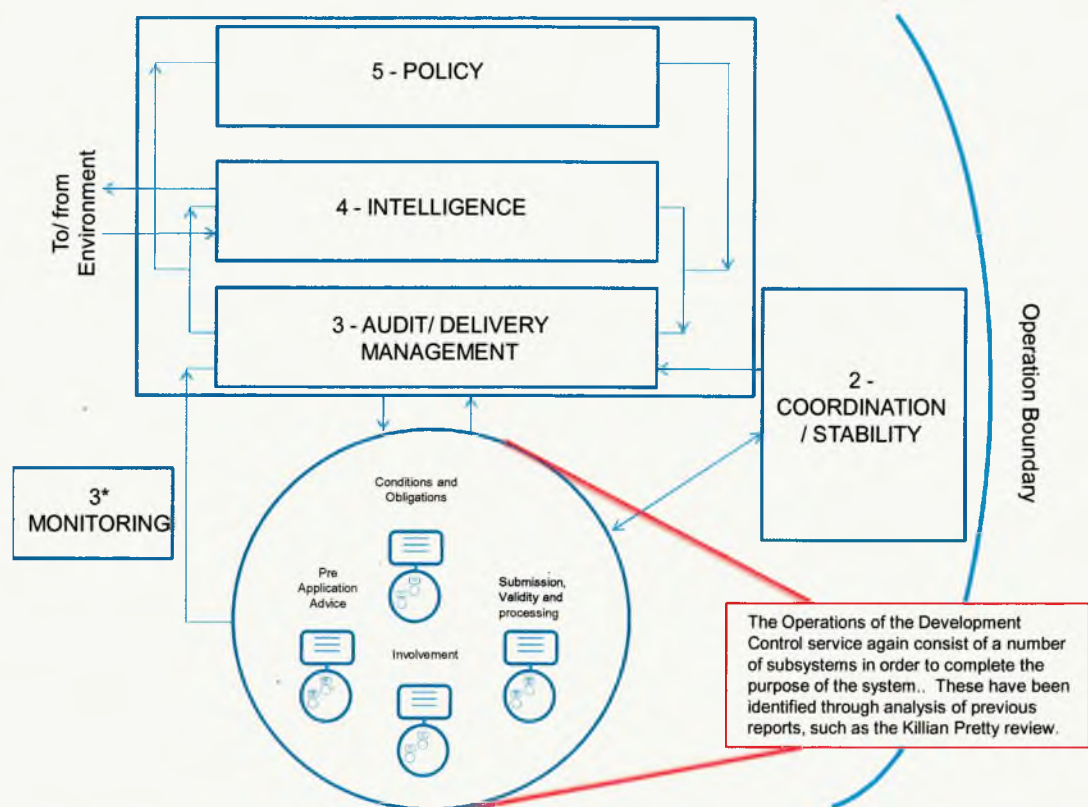 5 - POLICY
To/ from
Environment
4 - INTELLIGENCE
3 - AUDIT/ DELIVERY
MANAGEMENT
2 -
COORDINATION
/ STABILITY
Operation Boundary
3*
MONITORING
Conditions and
Obligations
Pre
Application
Advice
Submission,
Validity and
processing
Involvement
The Operations of the Development
Control service again consist of a number
of subsystems in order to complete the
purpose of the system.. These have been
identified through analysis of previous
reports, such as the Killian Pretty review.